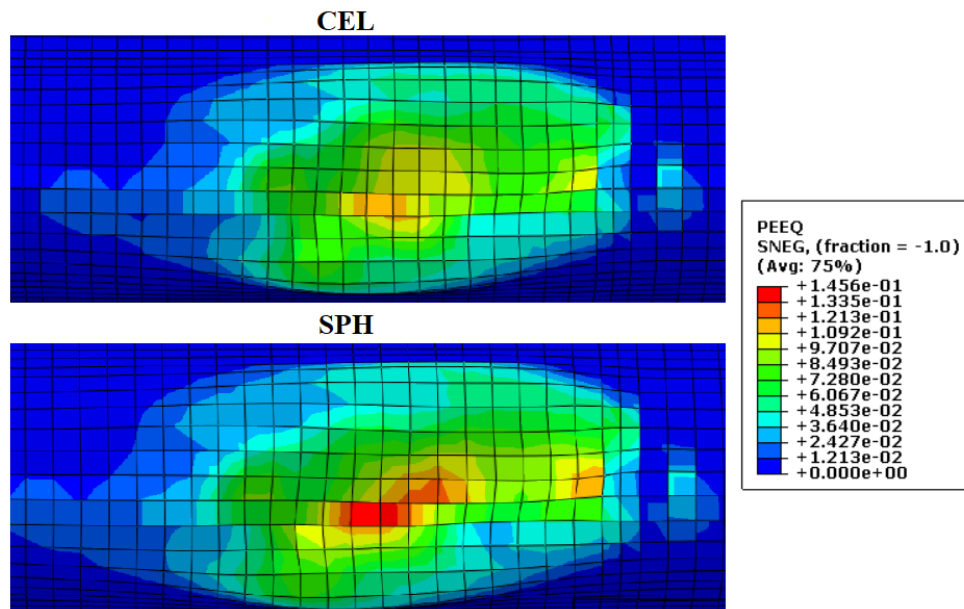 CEL
SPH
PEEQ
SNEG, (fraction = -1.0)
(Avg: 75%)
+1.456e-01
+1.335e-01
+1.213e-01
+1.092e-01
+9.707e-02
+8.493e-02
+7.280e-02
+6.067e-02
+4.853e-02
+3.640e-02
+2.427e-02
+1.213e-02
+0.000e+00